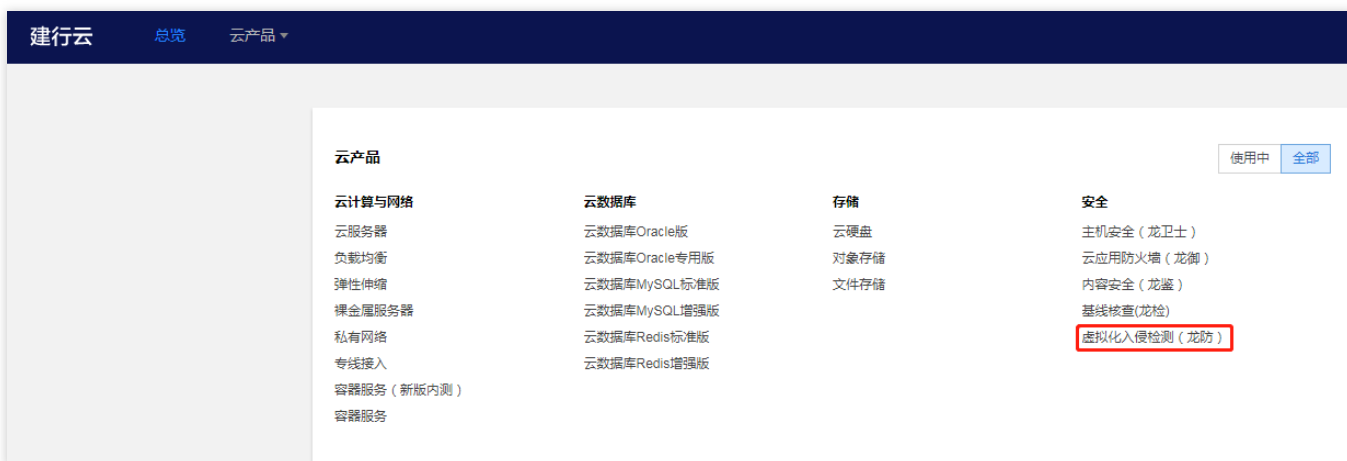 建行云 总览 云产品
云产品 使用中 全部
云计算与网络 云数据库 存储 安全
云服务器 云数据库Oracle版 云硬盘 主机安全（龙卫士）
负载均衡 云数据库Oracle专用版 对象存储 云应用防火墙（龙御）
弹性伸缩 云数据库MySQL标准版 文件存储 内容安全（龙鉴）
裸金属服务器 云数据库MySQL增强版 基线核查(龙检)
私有网络 云数据库Redis标准版 虚拟化入侵检测（龙防）
专线接入 云数据库Redis增强版
容器服务（新版内测）
容器服务